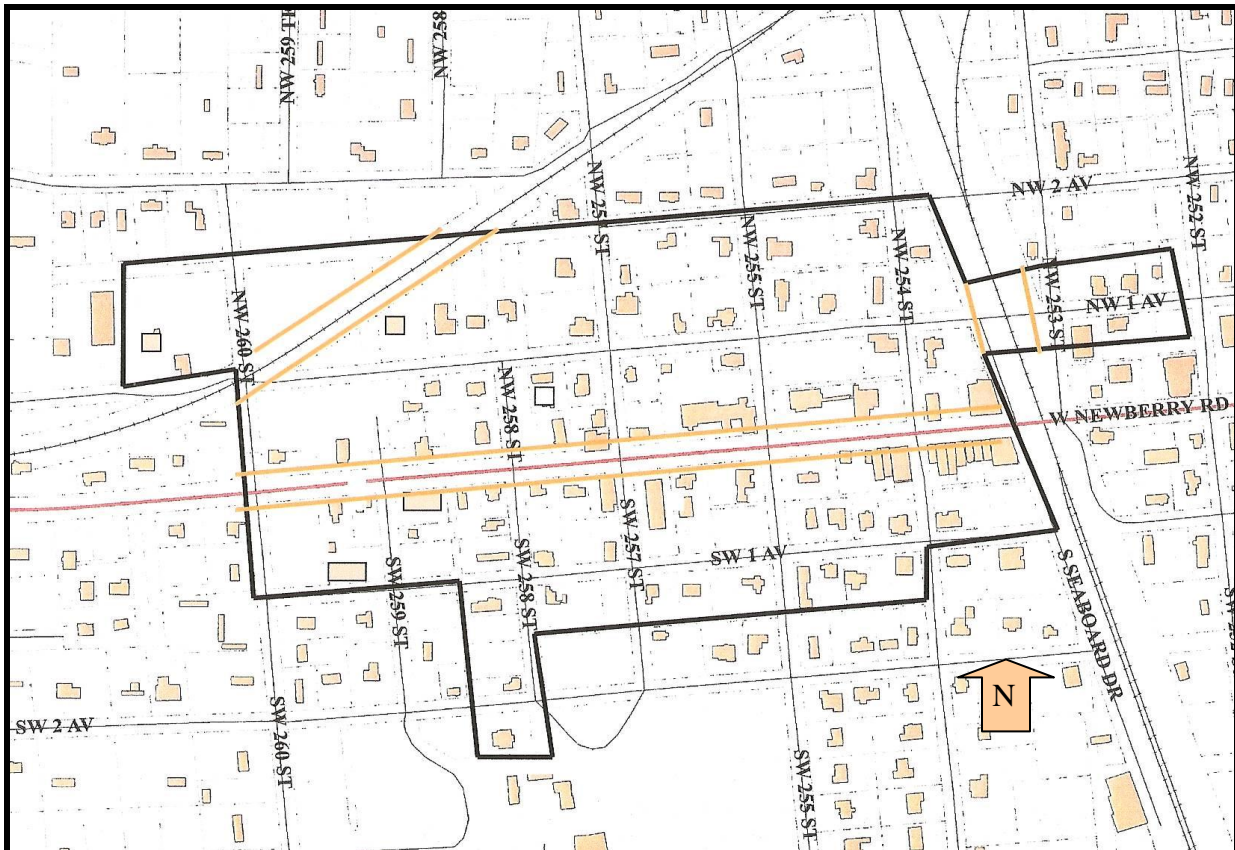 NW 259 TE
NW 258
NW 2 AV
NW 252 ST
NW 257 ST
NW 255 ST
NW 254 ST
NW 253 ST
NW 1 AV
NW 260 ST
NW 258 ST
W NEWBERRY RD
SW 257 ST
SW 1 AV
SW 259 ST
SW 258 ST
S SEABOARD DR
N
SW 2 AV
SW 260 ST
SW 255 ST